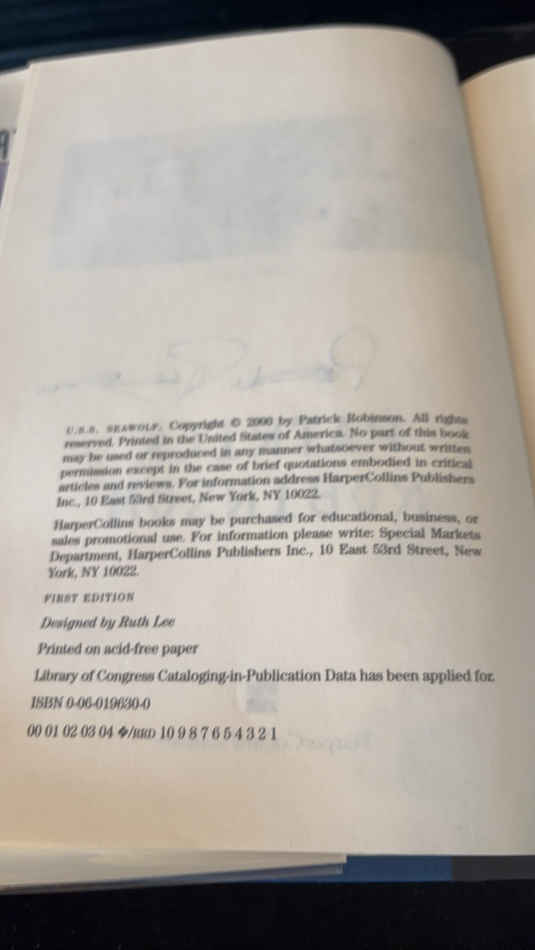 U.S.S. SEAWOLF. Copyright © 2000 by Patrick Robinson. All rights
reserved. Printed in the United States of America. No part of this book
may be used or reproduced in any manner whatsoever without written
permission except in the case of brief quotations embodied in critical
articles and reviews. For information address HarperCollins Publishers
Inc., 10 East 53rd Street, New York, NY 10022.
HarperCollins books may be purchased for educational, business, or
sales promotional use. For information please write: Special Markets
Department, HarperCollins Publishers Inc., 10 East 53rd Street, New
York, NY 10022.
FIRST EDITION
Designed by Ruth Lee
Printed on acid-free paper
Library of Congress Cataloging-in-Publication Data has been applied for.
ISBN 0-06-019630-0
00 01 02 03 04 ❖/RRD 10 9 8 7 6 5 4 3 2 1